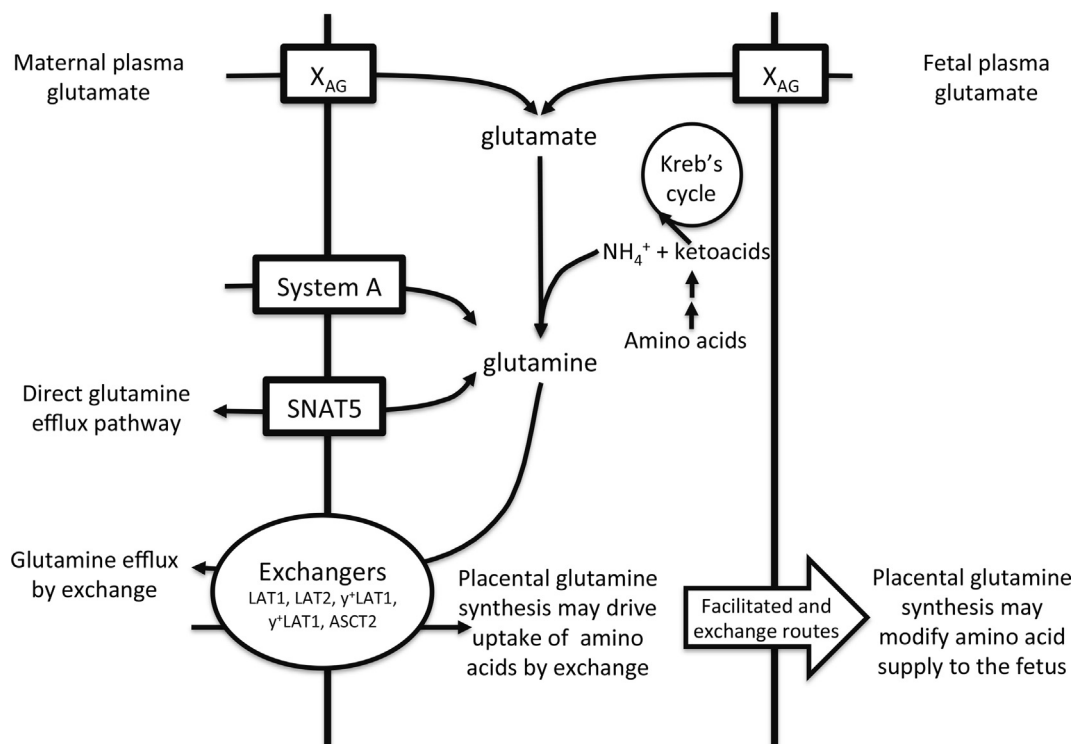 Maternal plasma
glutamate
X_AG
X_AG
Fetal plasma
glutamate
glutamate
Kreb's
cycle
NH₄⁺ + ketoacids
Amino acids
System A
glutamine
Direct glutamine
efflux pathway
SNAT5
Glutamine efflux
by exchange
Exchangers
LAT1, LAT2, y⁺LAT1,
y⁺LAT1, ASCT2
Placental glutamine
synthesis may drive
uptake of amino
acids by exchange
Facilitated and
exchange routes
Placental glutamine
synthesis may
modify amino acid
supply to the fetus